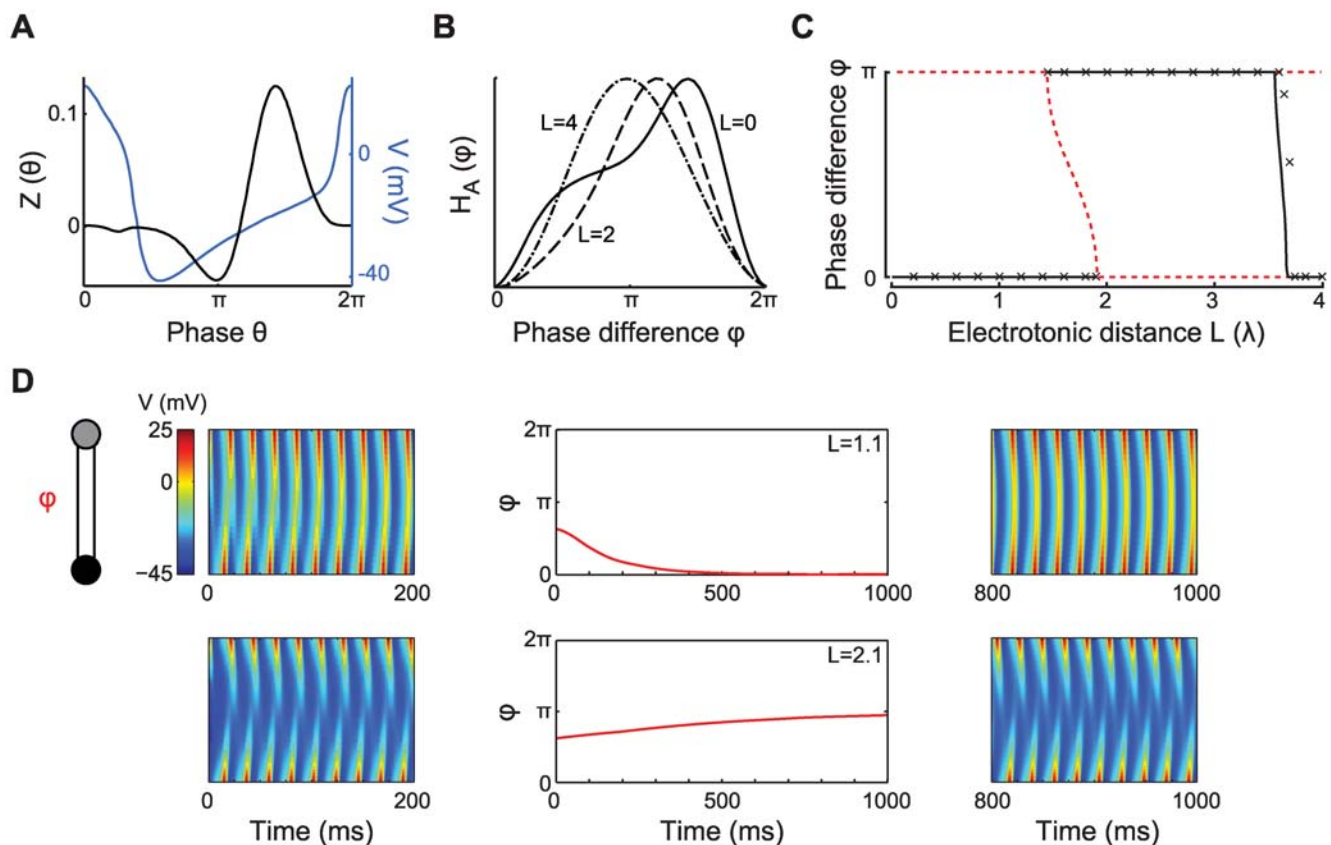 A
0.1
0
Z (θ)
0
-40
V (mV)
0
π
2π
Phase θ
B
H_A (φ)
L=4
L=2
L=0
0
π
2π
Phase difference φ
C
Phase difference φ
π
0
0
1
2
3
4
Electrotonic distance L (λ)
D
φ
V (mV)
25
0
−45
0
200
2π
π
0
φ
L=1.1
0
500
1000
800
1000
0
200
Time (ms)
2π
π
0
φ
L=2.1
0
500
1000
Time (ms)
800
1000
Time (ms)